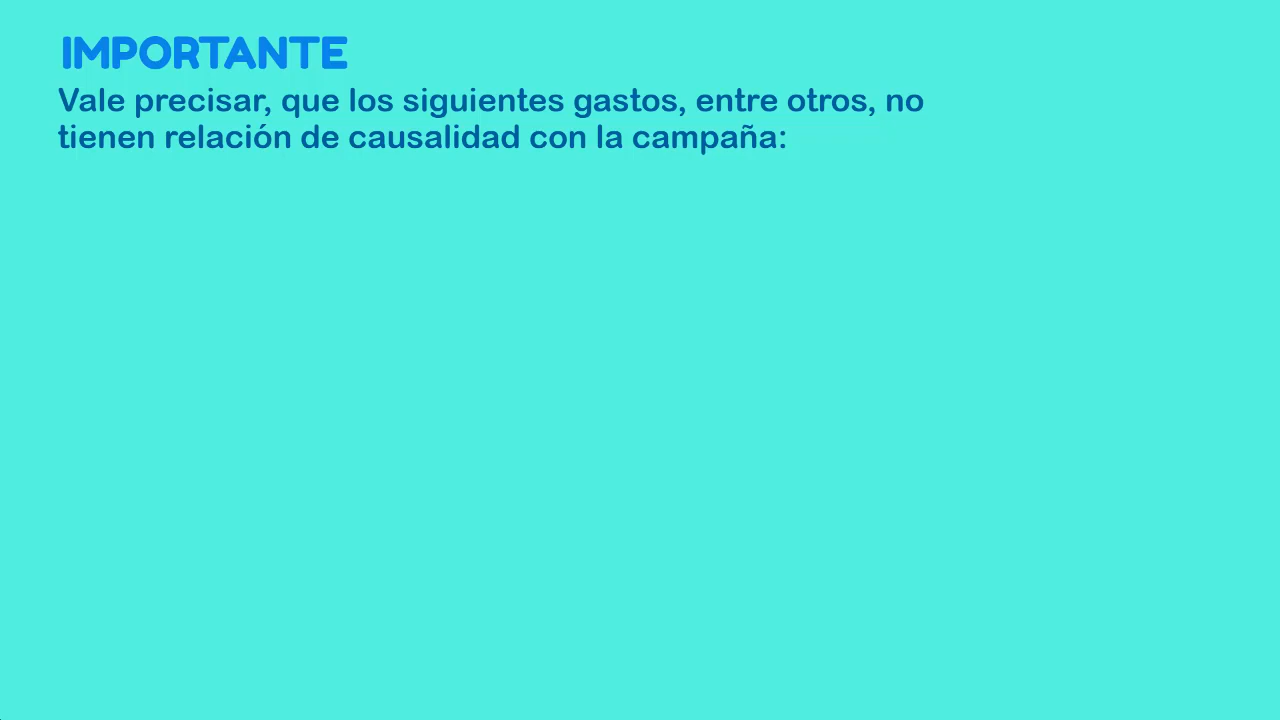 IMPORTANTE
Vale precisar, que los siguientes gastos, entre otros, no
tienen relación de causalidad con la campaña: